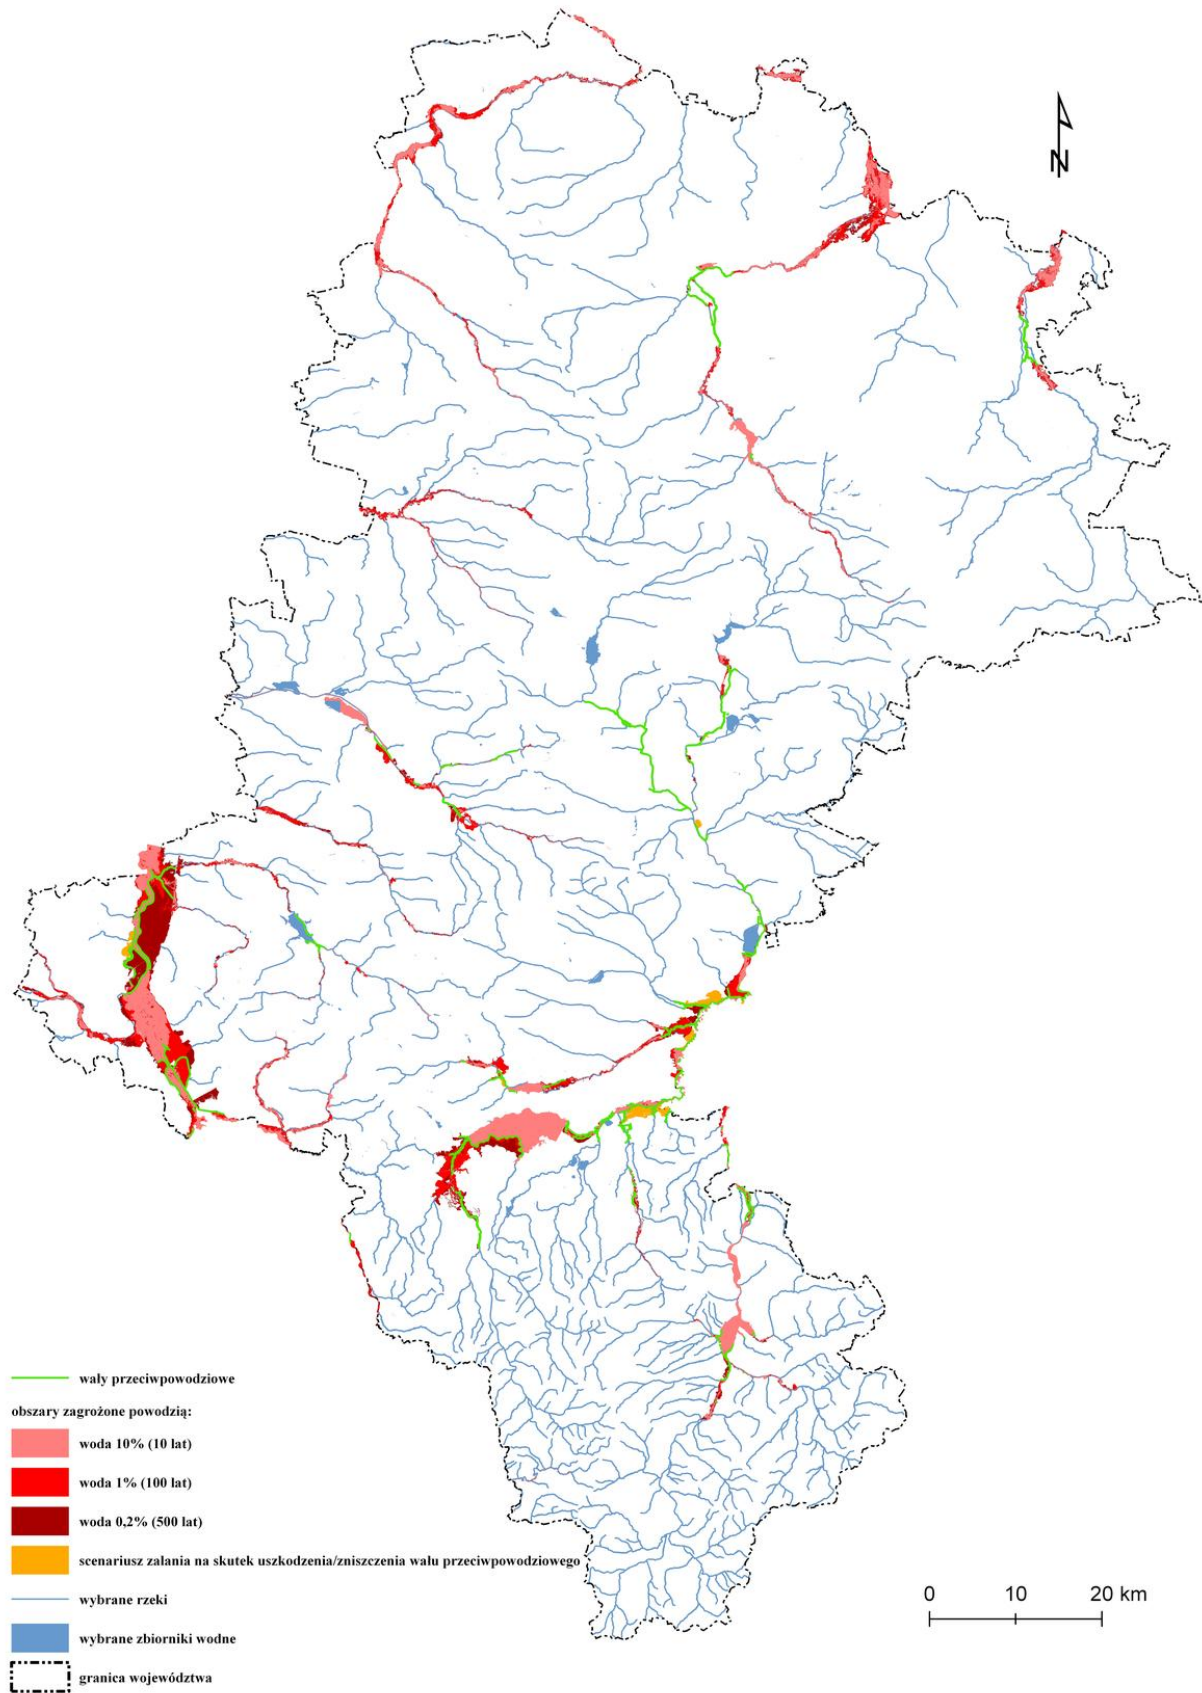 N
wały przeciwpowodziowe
obszary zagrożone powodzią:
woda 10% (10 lat)
woda 1% (100 lat)
woda 0,2% (500 lat)
scenariusz zalania na skutek uszkodzenia/zniszczenia wału przeciwpowodziowego
wybrane rzeki
wybrane zbiorniki wodne
granica województwa
0 10 20 km